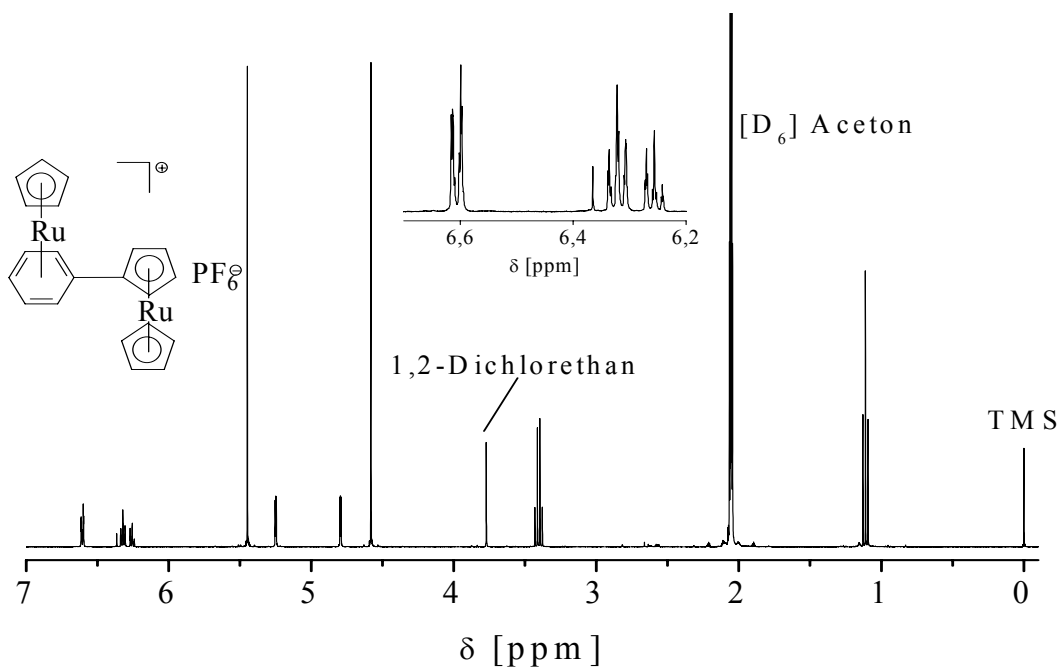 [D₆] Aceton
Ru
PF₆⊖
⊕
Ru
6,6 6,4 6,2
δ [ppm]
1,2-Dichlorethan
TMS
7 6 5 4 3 2 1 0
δ [ppm]